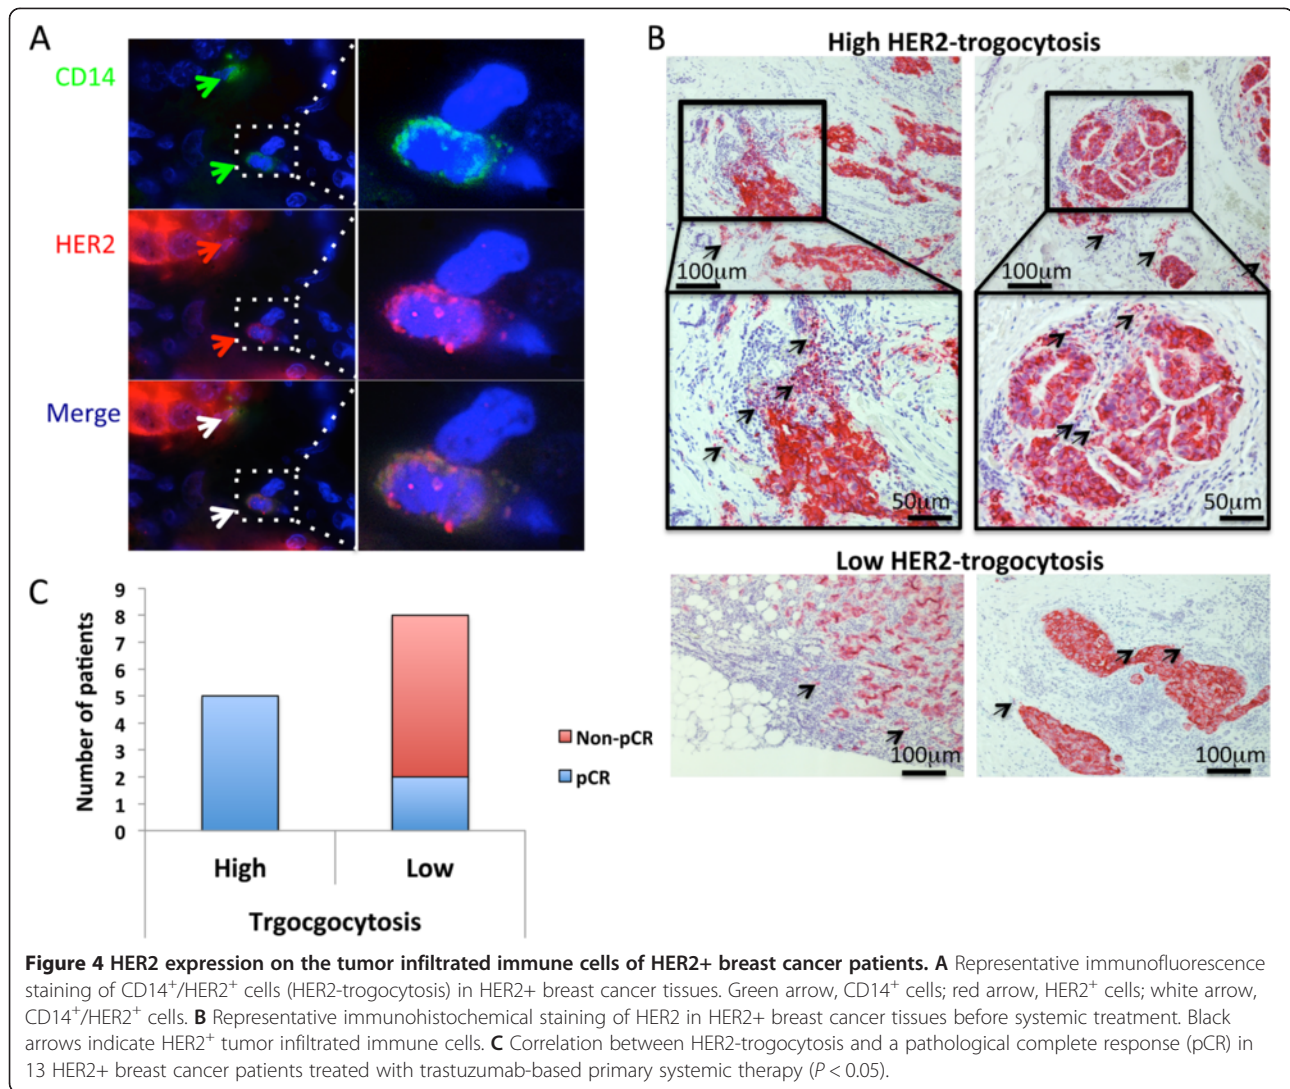 A
CD14
HER2
Merge
B
High HER2-trogocytosis
100μm
100μm
50μm
50μm
Low HER2-trogocytosis
100μm
100μm
C
Number of patients
9
8
7
6
5
4
3
2
1
0
High
Low
Trgocgocytosis
Non-pCR
pCR
Figure 4 HER2 expression on the tumor infiltrated immune cells of HER2+ breast cancer patients. A Representative immunofluorescence
staining of CD14⁺/HER2⁺ cells (HER2-trogocytosis) in HER2+ breast cancer tissues. Green arrow, CD14⁺ cells; red arrow, HER2⁺ cells; white arrow,
CD14⁺/HER2⁺ cells. B Representative immunohistochemical staining of HER2 in HER2+ breast cancer tissues before systemic treatment. Black
arrows indicate HER2⁺ tumor infiltrated immune cells. C Correlation between HER2-trogocytosis and a pathological complete response (pCR) in
13 HER2+ breast cancer patients treated with trastuzumab-based primary systemic therapy (P < 0.05).